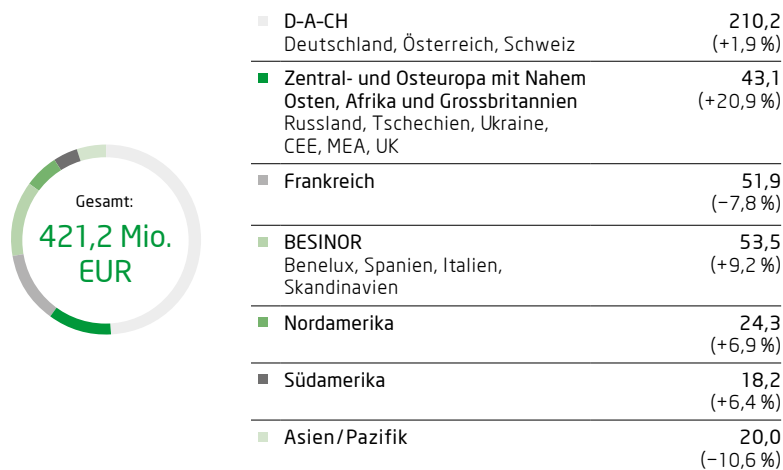 Gesamt:
421,2 Mio.
EUR
D-A-CH 210,2
Deutschland, Österreich, Schweiz (+1,9 %)
Zentral- und Osteuropa mit Nahem 43,1
Osten, Afrika und Grossbritannien (+20,9 %)
Russland, Tschechien, Ukraine,
CEE, MEA, UK
Frankreich 51,9
(−7,8 %)
BESINOR 53,5
Benelux, Spanien, Italien, (+9,2 %)
Skandinavien
Nordamerika 24,3
(+6,9 %)
Südamerika 18,2
(+6,4 %)
Asien/Pazifik 20,0
(−10,6 %)